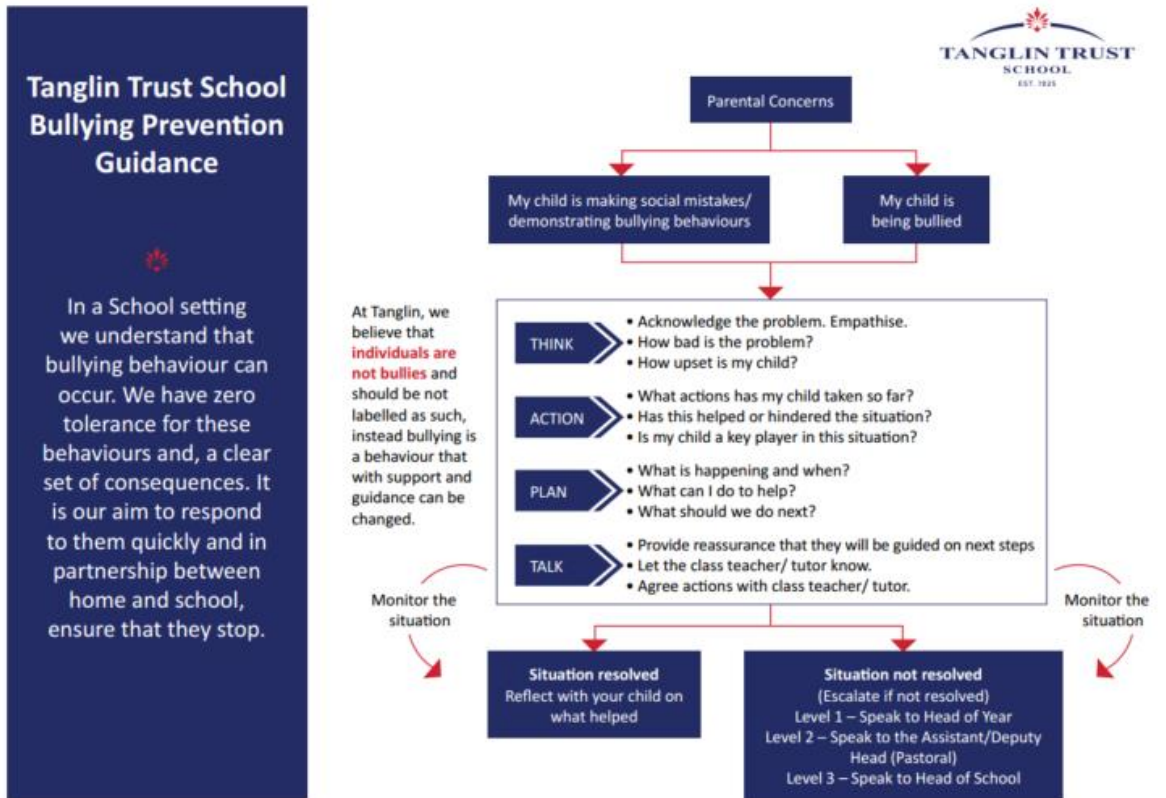 Tanglin Trust School
Bullying Prevention
Guidance
In a School setting
we understand that
bullying behaviour can
occur. We have zero
tolerance for these
behaviours and, a clear
set of consequences. It
is our aim to respond
to them quickly and in
partnership between
home and school,
ensure that they stop.
TANGLIN TRUST
SCHOOL
EST. 1925
Parental Concerns
My child is making social mistakes/
demonstrating bullying behaviours
My child is
being bullied
At Tanglin, we
believe that
individuals are
not bullies and
should be not
labelled as such,
instead bullying is
a behaviour that
with support and
guidance can be
changed.
THINK
• Acknowledge the problem. Empathise.
• How bad is the problem?
• How upset is my child?
ACTION
• What actions has my child taken so far?
• Has this helped or hindered the situation?
• Is my child a key player in this situation?
PLAN
• What is happening and when?
• What can I do to help?
• What should we do next?
TALK
• Provide reassurance that they will be guided on next steps
• Let the class teacher/ tutor know.
• Agree actions with class teacher/ tutor.
Monitor the
situation
Monitor the
situation
Situation resolved
Reflect with your child on
what helped
Situation not resolved
(Escalate if not resolved)
Level 1 – Speak to Head of Year
Level 2 – Speak to the Assistant/Deputy
Head (Pastoral)
Level 3 – Speak to Head of School